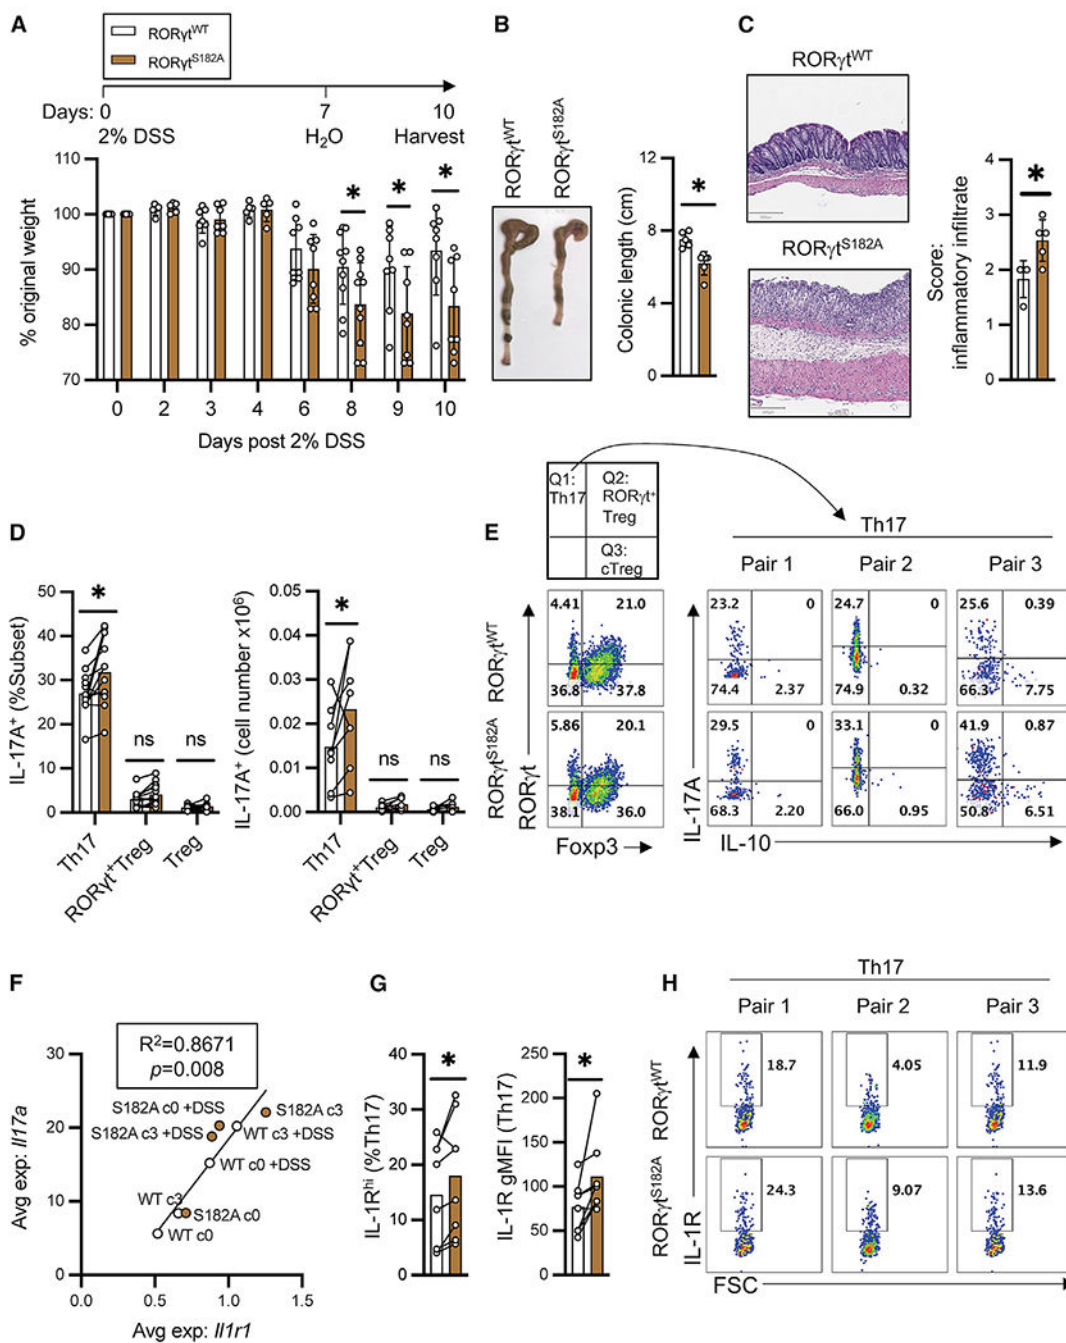 A
RORγt^WT
RORγt^S182A
Days: 0 7 10
2% DSS H₂O Harvest
% original weight
110
100
90
80
70
* * *
0 2 3 4 6 8 9 10
Days post 2% DSS
B
RORγt^WT
RORγt^S182A
Colonic length (cm)
12
8
4
0
*
C
RORγt^WT
RORγt^S182A
Score:
inflammatory infiltrate
4
3
2
1
0
*
D
IL-17A⁺ (%Subset)
50
40
30
20
10
0
* ns ns
Th17
RORγt⁺Treg
Treg
IL-17A⁺ (cell number x10⁶)
0.05
0.04
0.03
0.02
0.01
0.00
* ns ns
Th17
RORγt⁺Treg
Treg
E
Q1:
Th17
Q2:
RORγt⁺
Treg
Q3:
cTreg
RORγt^WT
4.41 21.0
36.8 37.8
RORγt^S182A
5.86 20.1
38.1 36.0
RORγt
Foxp3
Th17
Pair 1 Pair 2 Pair 3
23.2 0 24.7 0 25.6 0.39
74.4 2.37 74.9 0.32 66.3 7.75
29.5 0 33.1 0 41.9 0.87
68.3 2.20 66.0 0.95 50.8 6.51
IL-17A
IL-10
F
R²=0.8671
p=0.008
Avg exp: Il17a
30
20
10
0
S182A c0 +DSS
S182A c3
S182A c3 +DSS
WT c3 +DSS
WT c0 +DSS
WT c3
S182A c0
WT c0
0.0 0.5 1.0 1.5
Avg exp: Il1r1
G
IL-1R^hi (%Th17)
40
30
20
10
0
*
IL-1R gMFI (Th17)
250
200
150
100
50
0
*
H
Th17
Pair 1 Pair 2 Pair 3
RORγt^WT
18.7 4.05 11.9
RORγt^S182A
24.3 9.07 13.6
IL-1R
FSC